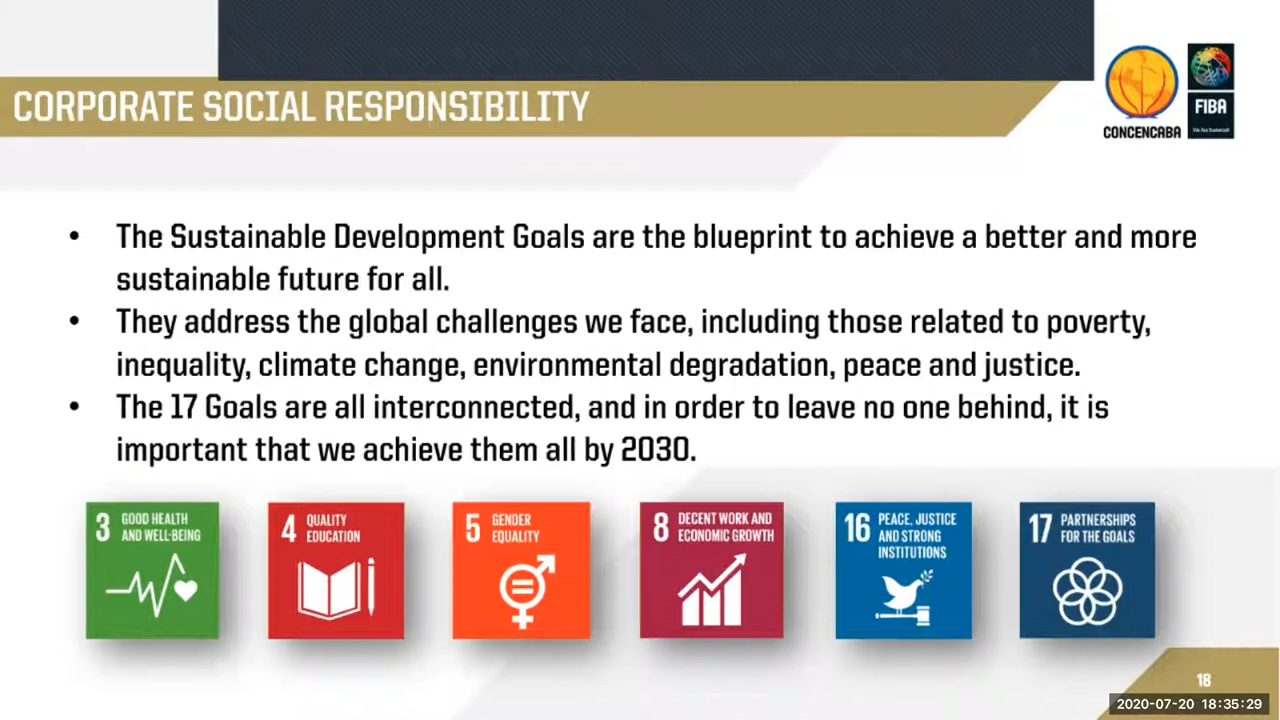 CORPORATE SOCIAL RESPONSIBILITY
CONCENCABA
FIBA
We Are Basketball
• The Sustainable Development Goals are the blueprint to achieve a better and more
sustainable future for all.
• They address the global challenges we face, including those related to poverty,
inequality, climate change, environmental degradation, peace and justice.
• The 17 Goals are all interconnected, and in order to leave no one behind, it is
important that we achieve them all by 2030.
3 GOOD HEALTH
AND WELL-BEING
4 QUALITY
EDUCATION
5 GENDER
EQUALITY
8 DECENT WORK AND
ECONOMIC GROWTH
16 PEACE, JUSTICE
AND STRONG
INSTITUTIONS
17 PARTNERSHIPS
FOR THE GOALS
18
2020-07-20 18:35:29